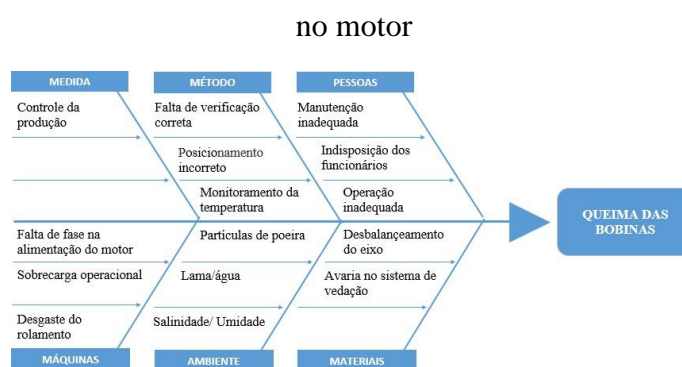 no motor
MEDIDA
MÉTODO
PESSOAS
Controle da
produção
Falta de verificação
correta
Posicionamento
incorreto
Monitoramento da
temperatura
Manutenção
inadequada
Indisposição dos
funcionários
Operação
inadequada
QUEIMA DAS
BOBINAS
Falta de fase na
alimentação do motor
Sobrecarga operacional
Desgaste do
rolamento
Partículas de poeira
Lama/água
Salinidade/ Umidade
Desbalançeamento
do eixo
Avaria no sistema de
vedação
MÁQUINAS
AMBIENTE
MATERIAIS